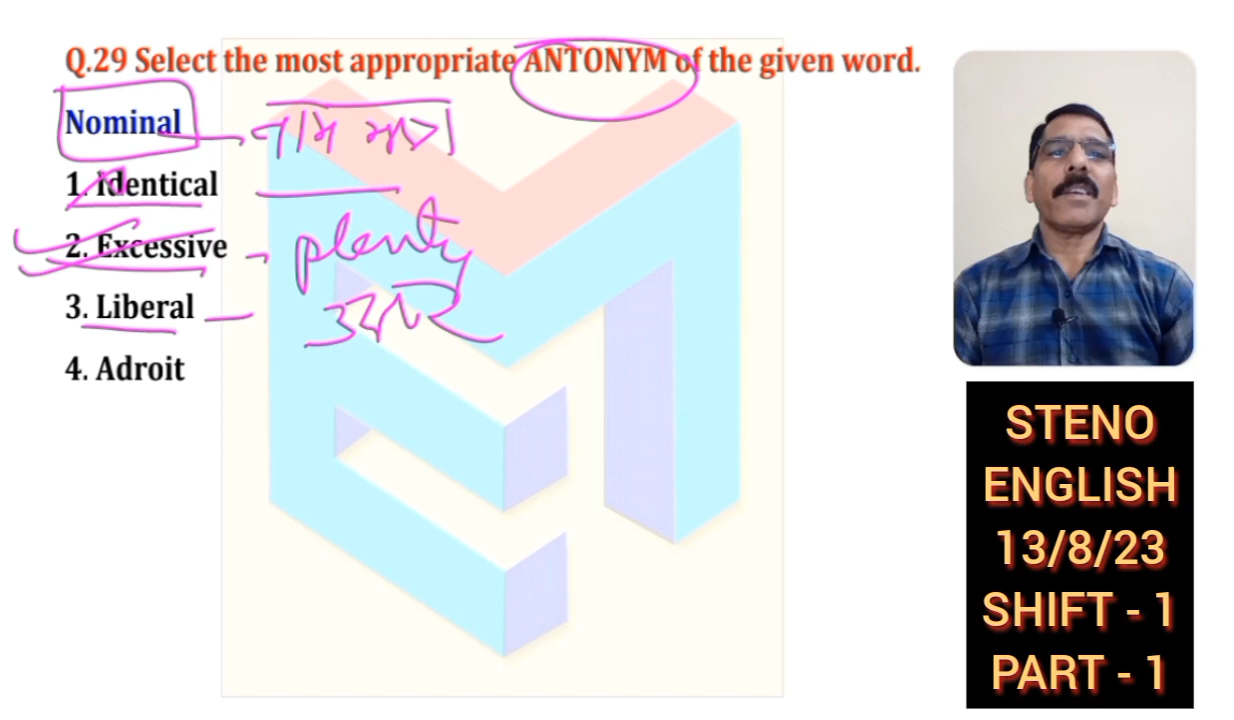 Q.29 Select the most appropriate ANTONYM of the given word.
Nominal नाम मात्र
1. Identical
2. Excessive plenty
3. Liberal उदार
4. Adroit
STENO
ENGLISH
13/8/23
SHIFT - 1
PART - 1